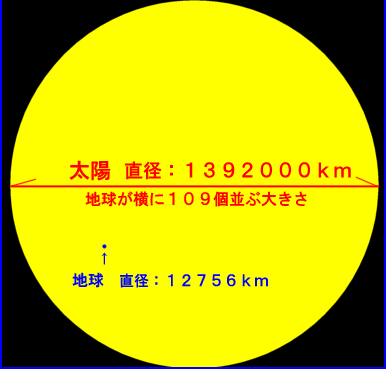 太陽　直径：１３９２０００ｋｍ
地球が横に１０９個並ぶ大きさ
↑
地球　直径：１２７５６ｋｍ